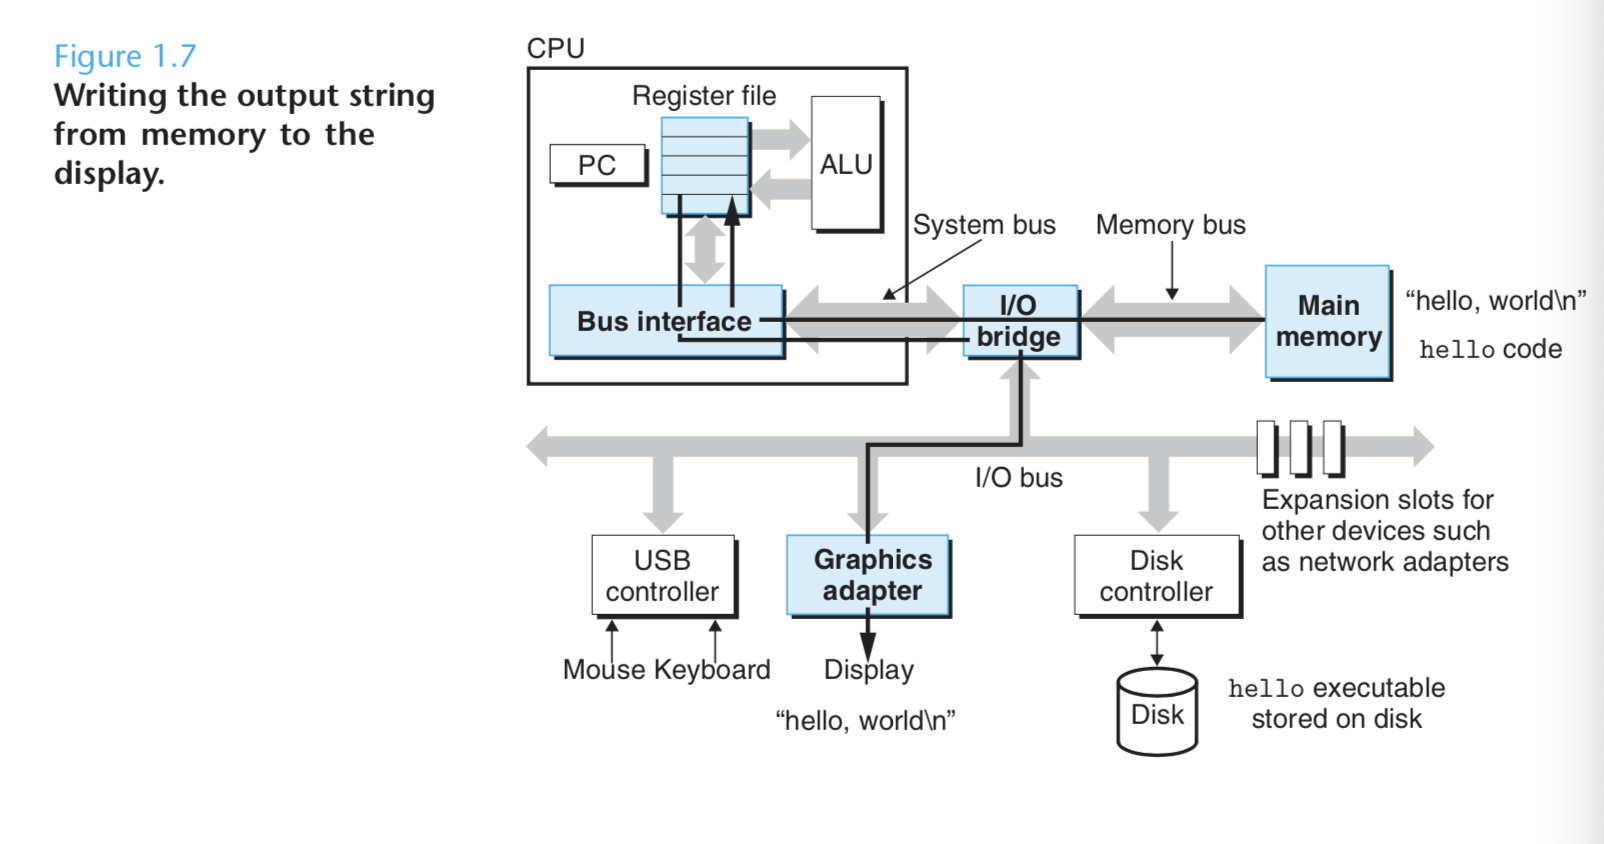 Figure 1.7
Writing the output string
from memory to the
display.
CPU
Register file
PC
ALU
System bus
Memory bus
Bus interface
I/O
bridge
Main
memory
“hello, world\n”
hello code
I/O bus
Expansion slots for
other devices such
as network adapters
USB
controller
Graphics
adapter
Disk
controller
Mouse Keyboard
Display
“hello, world\n”
Disk
hello executable
stored on disk